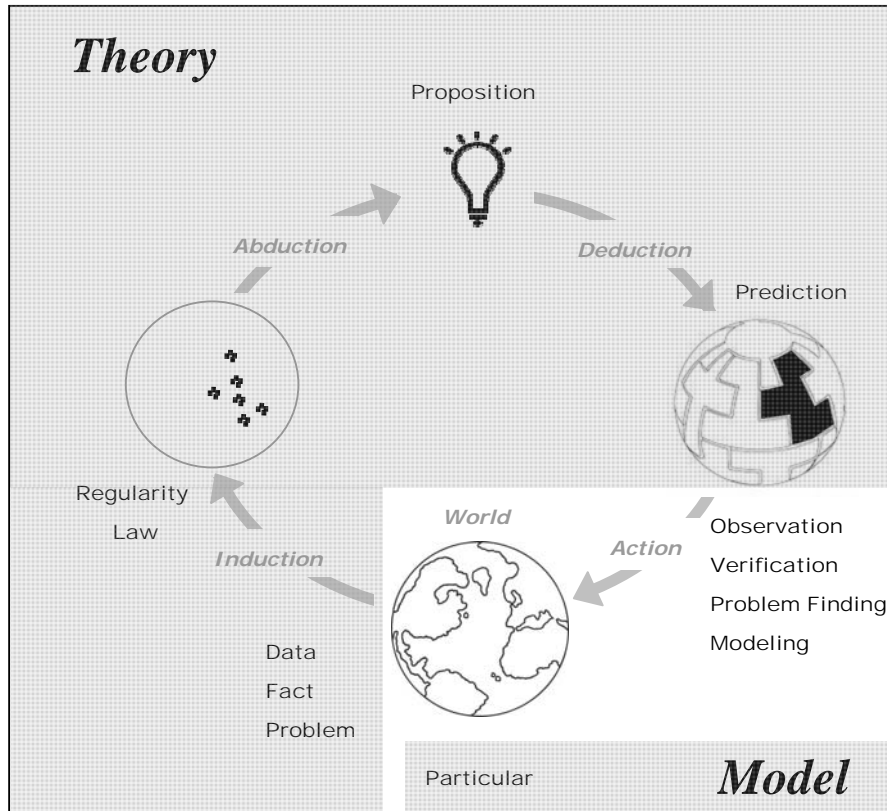 Theory
Proposition
Abduction
Deduction
Prediction
Regularity
Law
World
Observation
Induction
Action
Verification
Problem Finding
Modeling
Data
Fact
Problem
Particular
Model